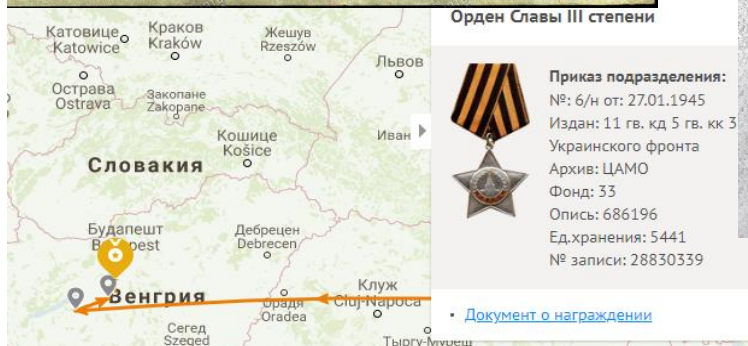 Орден Славы III степени
Приказ подразделения:
№: 6/н от: 27.01.1945
Издан: 11 гв. кд 5 гв. кк 3
Украинского фронта
Архив: ЦАМО
Фонд: 33
Опись: 686196
Ед.хранения: 5441
№ записи: 28830339
• Документ о награждении
Катовице
Katowice
Краков
Kraków
Жешув
Rzeszów
Львов
Острава
Ostrava
Закопане
Zakopane
Кошице
Košice
Иван
Словакия
Будапешт
Дебрецен
Debrecen
Венгрия
Орадя
Oradea
Клуж
Cluj-Napoca
Сегед
Szeged
Тыргу-Муреш